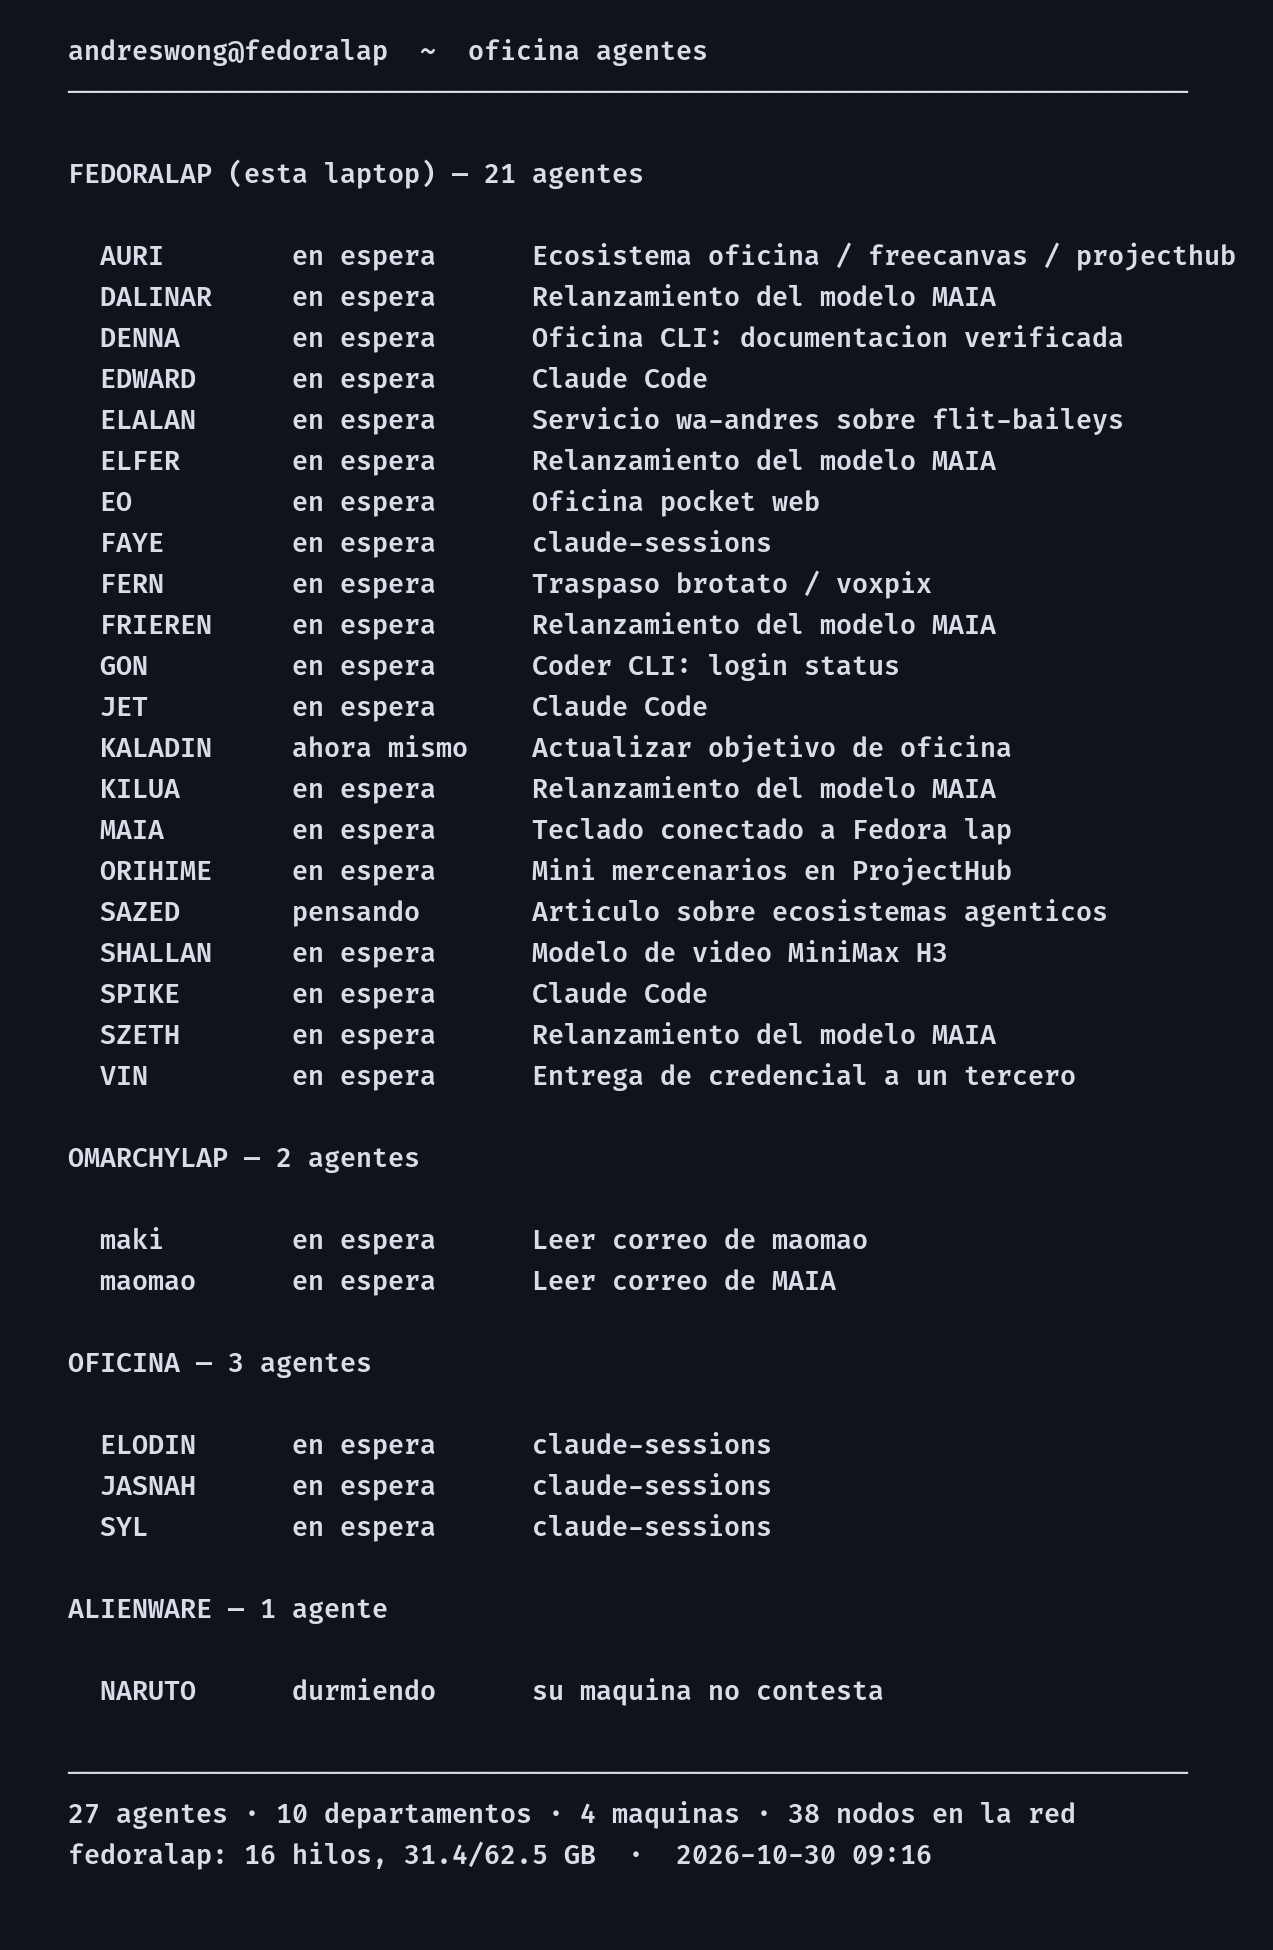 andreswong@fedoralap ~ oficina agentes
FEDORALAP (esta laptop) — 21 agentes
AURI en espera Ecosistema oficina / freecanvas / projecthub
DALINAR en espera Relanzamiento del modelo MAIA
DENNA en espera Oficina CLI: documentacion verificada
EDWARD en espera Claude Code
ELALAN en espera Servicio wa-andres sobre flit-baileys
ELFER en espera Relanzamiento del modelo MAIA
EO en espera Oficina pocket web
FAYE en espera claude-sessions
FERN en espera Traspaso brotato / voxpix
FRIEREN en espera Relanzamiento del modelo MAIA
GON en espera Coder CLI: login status
JET en espera Claude Code
KALADIN ahora mismo Actualizar objetivo de oficina
KILUA en espera Relanzamiento del modelo MAIA
MAIA en espera Teclado conectado a Fedora lap
ORIHIME en espera Mini mercenarios en ProjectHub
SAZED pensando Articulo sobre ecosistemas agenticos
SHALLAN en espera Modelo de video MiniMax H3
SPIKE en espera Claude Code
SZETH en espera Relanzamiento del modelo MAIA
VIN en espera Entrega de credencial a un tercero
OMARCHYLAP — 2 agentes
maki en espera Leer correo de maomao
maomao en espera Leer correo de MAIA
OFICINA — 3 agentes
ELODIN en espera claude-sessions
JASNAH en espera claude-sessions
SYL en espera claude-sessions
ALIENWARE — 1 agente
NARUTO durmiendo su maquina no contesta
27 agentes · 10 departamentos · 4 maquinas · 38 nodos en la red
fedoralap: 16 hilos, 31.4/62.5 GB · 2026-10-30 09:16